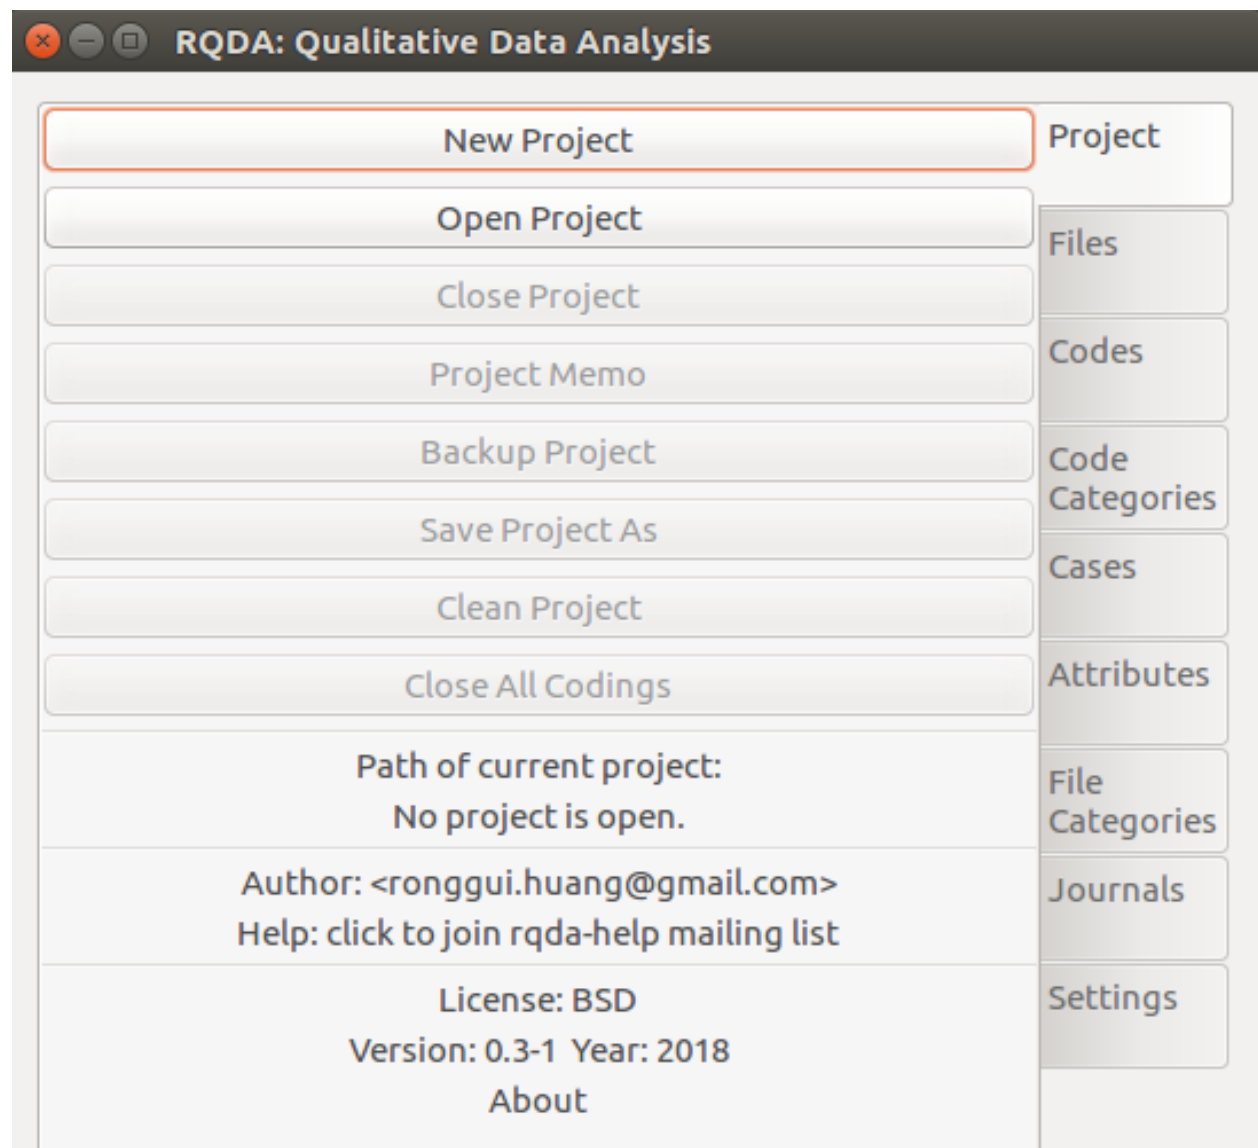 RQDA: Qualitative Data Analysis
New Project
Open Project
Close Project
Project Memo
Backup Project
Save Project As
Clean Project
Close All Codings
Path of current project:
No project is open.
Author: <ronggui.huang@gmail.com>
Help: click to join rqda-help mailing list
License: BSD
Version: 0.3-1 Year: 2018
About
Project
Files
Codes
Code
Categories
Cases
Attributes
File
Categories
Journals
Settings